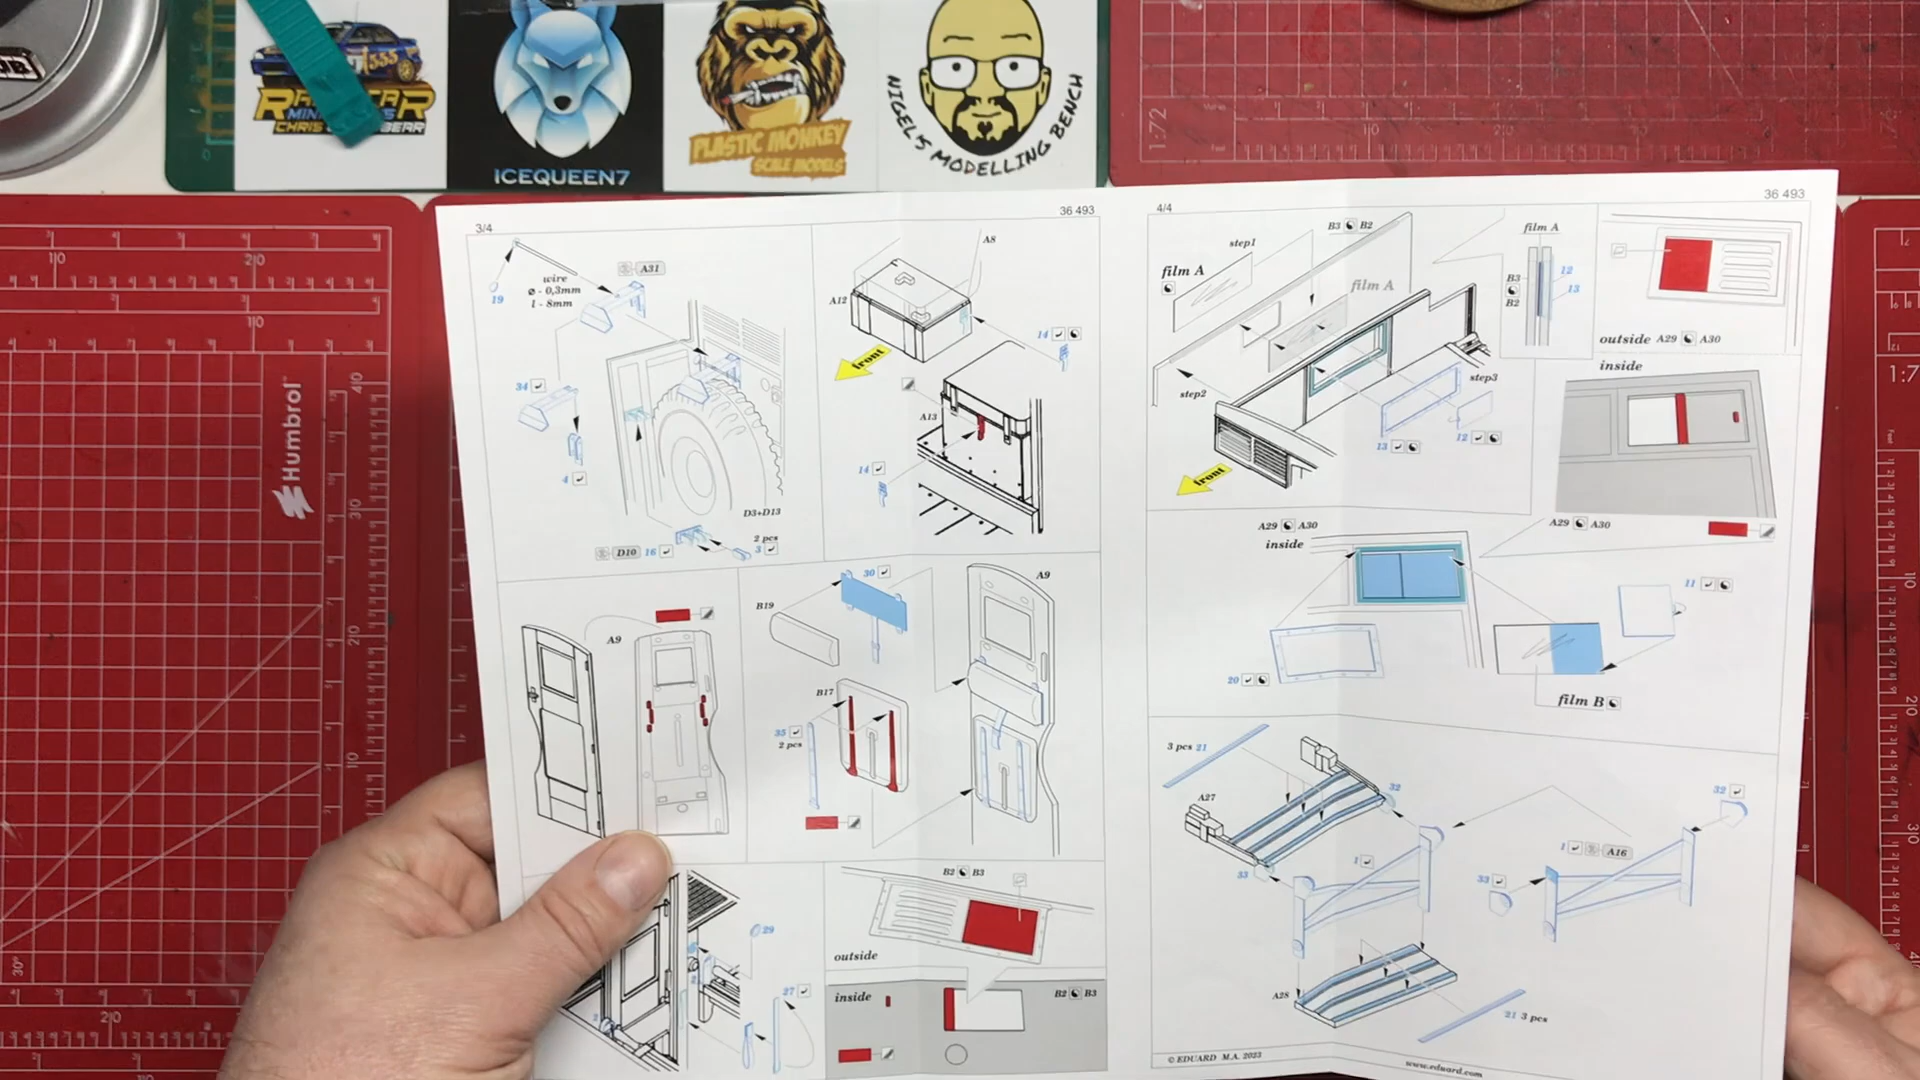 1555
CHRIS
ICEQUEEN7
PLASTIC MONKEY
SCALE MODELS
NIGEL'S MODELLING BENCH
1:72
Humbrol
3/4
36 493
19
wire
ø - 0,3mm
l - 8mm
A31
34
4
D3+D13
D10 16
2 pcs
3
A8
A12
front
14
A13
14
A9
B19
30
A9
B17
35
2 pcs
29
2
2
27
B2 B3
outside
inside
B2 B3
4/4
36 493
step1
B3 B2
film A
film A
step2
step3
13
12
front
film A
B3
B2
12
13
outside A29 A30
inside
A29 A30
A29 A30
inside
11
20
film B
3 pcs 21
A27
32
33
1
32
1 A16
33
A28
21 3 pcs
© EDUARD M.A. 2023
www.eduard.com